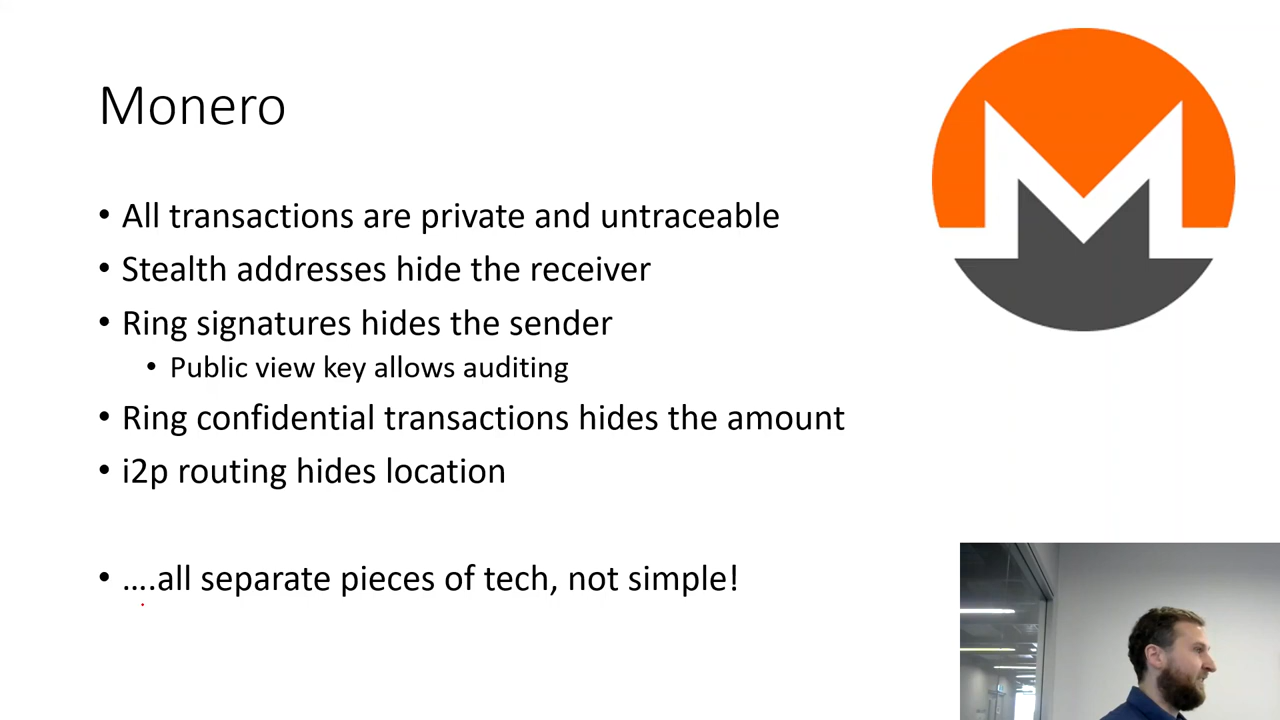 Monero
• All transactions are private and untraceable
• Stealth addresses hide the receiver
• Ring signatures hides the sender
• Public view key allows auditing
• Ring confidential transactions hides the amount
• i2p routing hides location
• ….all separate pieces of tech, not simple!